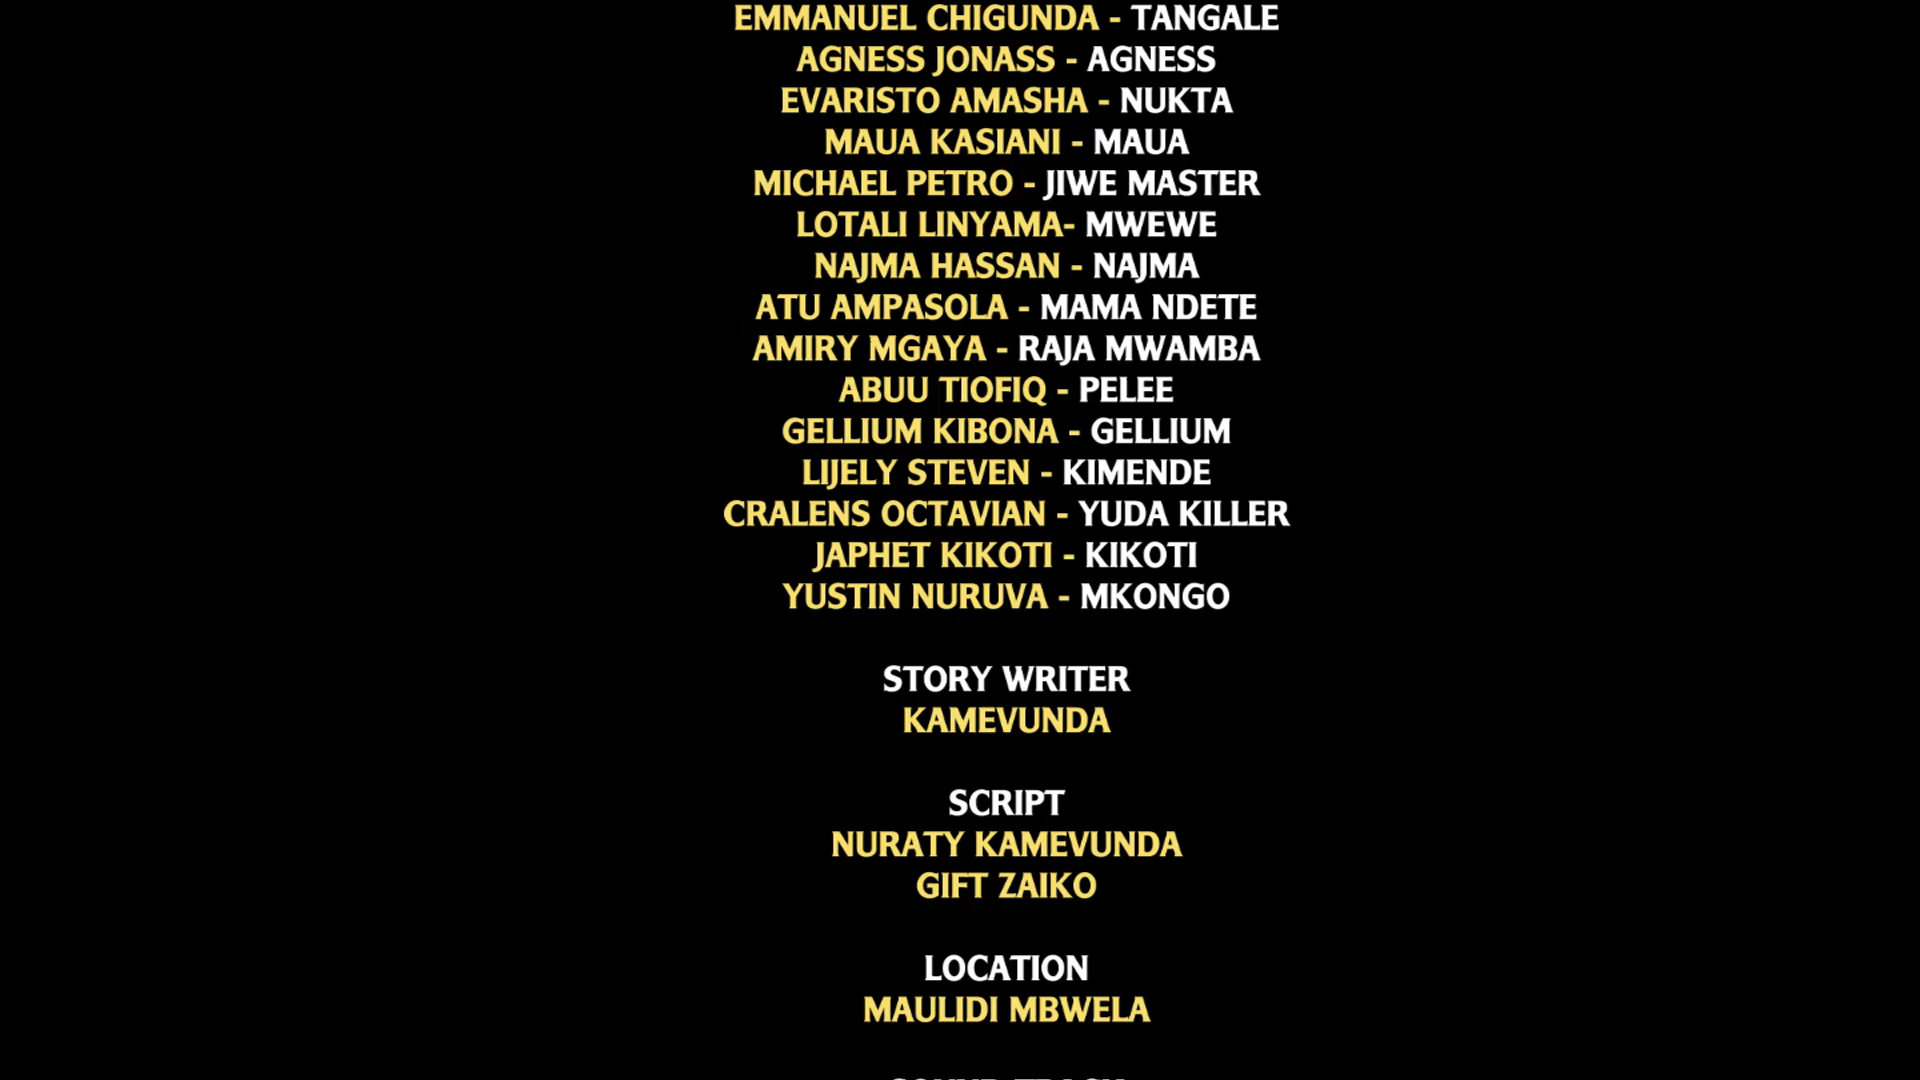 EMMANUEL CHIGUNDA - TANGALE
AGNESS JONASS - AGNESS
EVARISTO AMASHA - NUKTA
MAUA KASIANI - MAUA
MICHAEL PETRO - JIWE MASTER
LOTALI LINYAMA- MWEWE
NAJMA HASSAN - NAJMA
ATU AMPASOLA - MAMA NDETE
AMIRY MGAYA - RAJA MWAMBA
ABUU TIOFIQ - PELEE
GELLIUM KIBONA - GELLIUM
LIJELY STEVEN - KIMENDE
CRALENS OCTAVIAN - YUDA KILLER
JAPHET KIKOTI - KIKOTI
YUSTIN NURUVA - MKONGO
STORY WRITER
KAMEVUNDA
SCRIPT
NURATY KAMEVUNDA
GIFT ZAIKO
LOCATION
MAULIDI MBWELA